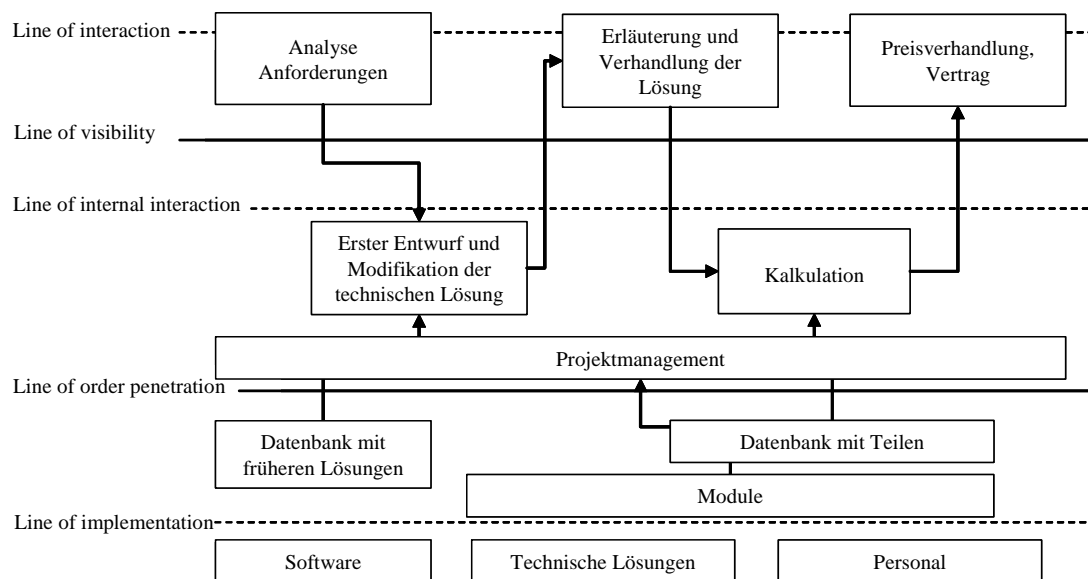 Line of interaction
Analyse
Anforderungen
Erläuterung und
Verhandlung der
Lösung
Preisverhandlung,
Vertrag
Line of visibility
Line of internal interaction
Erster Entwurf und
Modifikation der
technischen Lösung
Kalkulation
Projektmanagement
Line of order penetration
Datenbank mit
früheren Lösungen
Datenbank mit Teilen
Module
Line of implementation
Software
Technische Lösungen
Personal